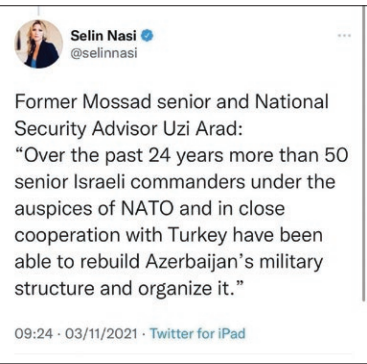 Selin Nasi
@selinnasi
Former Mossad senior and National
Security Advisor Uzi Arad:
“Over the past 24 years more than 50
senior Israeli commanders under the
auspices of NATO and in close
cooperation with Turkey have been
able to rebuild Azerbaijan’s military
structure and organize it.”
09:24 · 03/11/2021 · Twitter for iPad